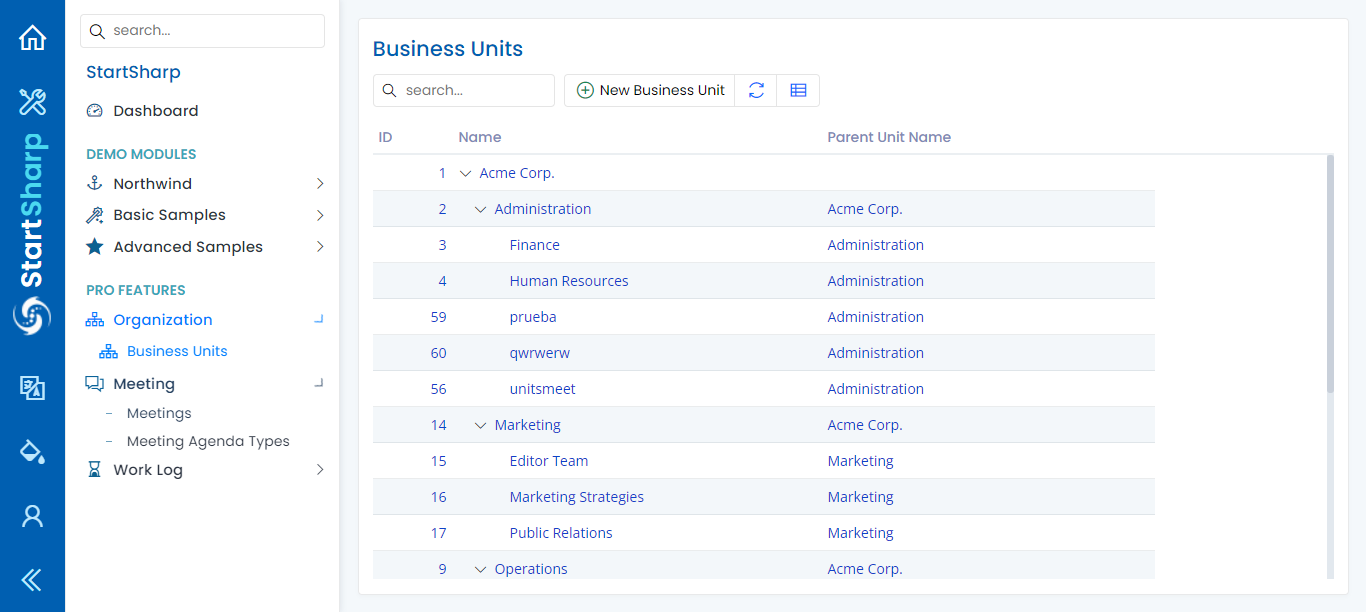 StartSharp
search...
StartSharp
Dashboard
DEMO MODULES
Northwind
Basic Samples
Advanced Samples
PRO FEATURES
Organization
Business Units
Meeting
Meetings
Meeting Agenda Types
Work Log
Business Units
search...
New Business Unit
ID Name Parent Unit Name
1 Acme Corp.
2 Administration Acme Corp.
3 Finance Administration
4 Human Resources Administration
59 prueba Administration
60 qwrwerw Administration
56 unitsmeet Administration
14 Marketing Acme Corp.
15 Editor Team Marketing
16 Marketing Strategies Marketing
17 Public Relations Marketing
9 Operations Acme Corp.